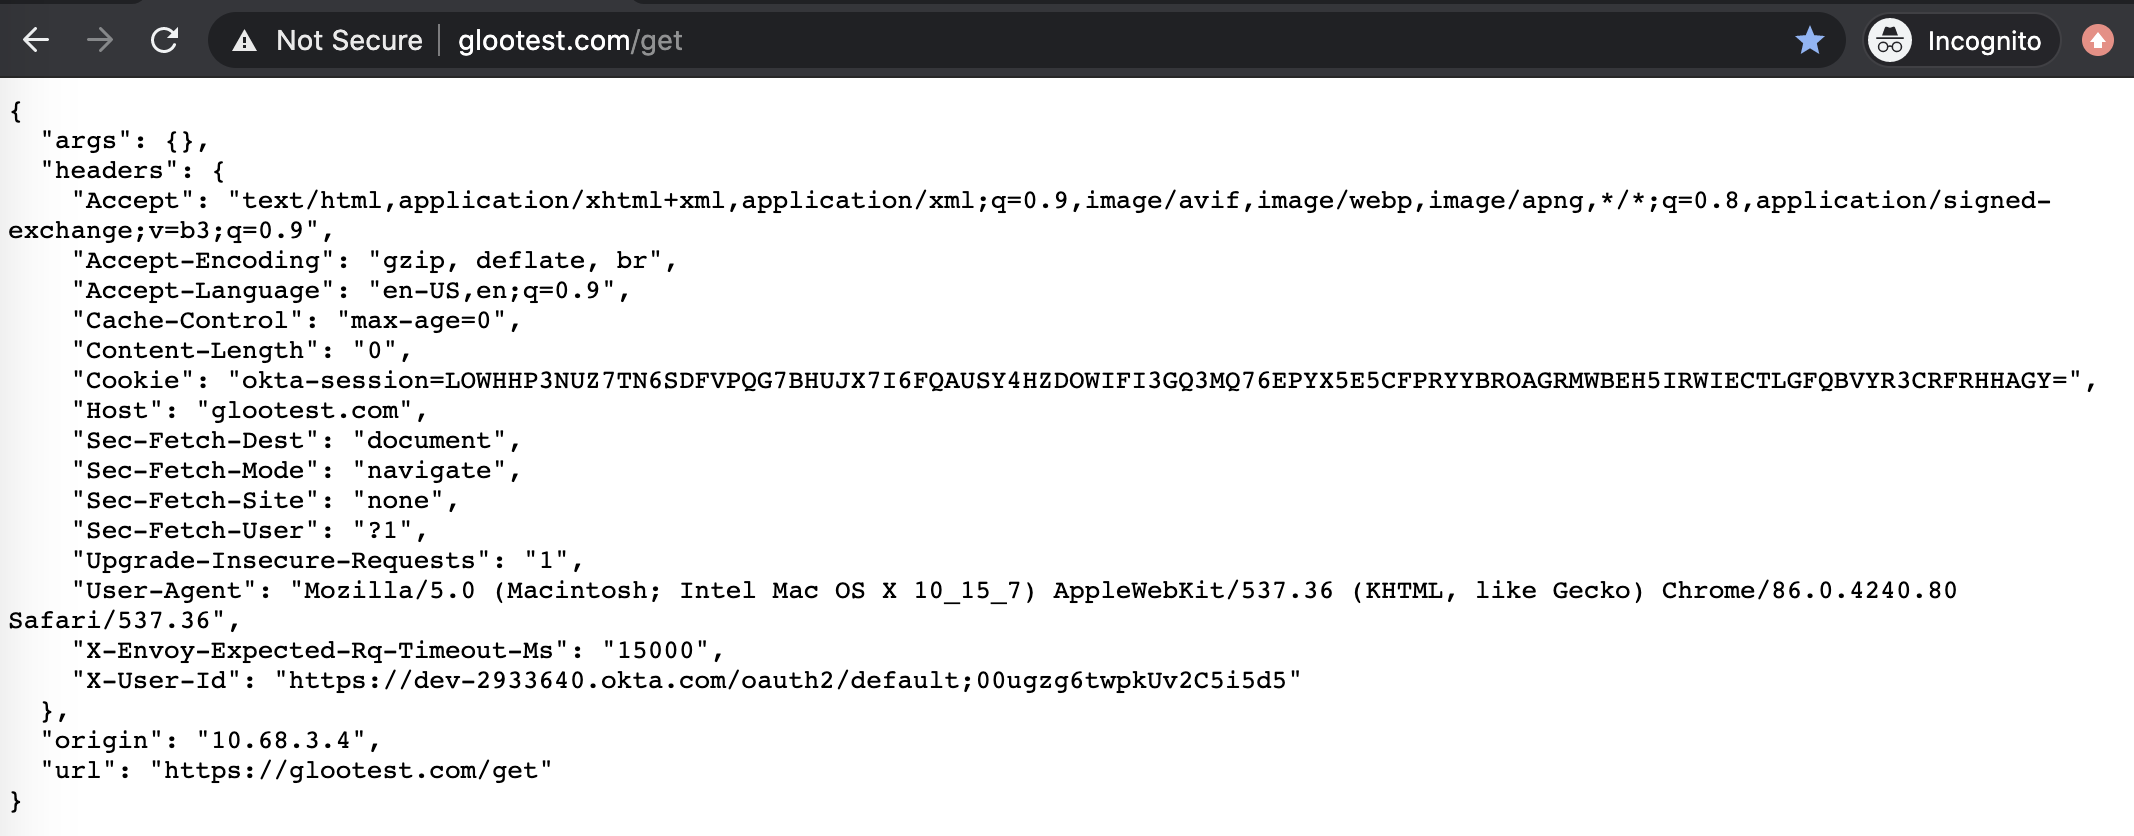 Not Secure glootest.com/get Incognito
{
"args": {},
"headers": {
"Accept": "text/html,application/xhtml+xml,application/xml;q=0.9,image/avif,image/webp,image/apng,*/*;q=0.8,application/signed-
exchange;v=b3;q=0.9",
"Accept-Encoding": "gzip, deflate, br",
"Accept-Language": "en-US,en;q=0.9",
"Cache-Control": "max-age=0",
"Content-Length": "0",
"Cookie": "okta-session=LOWHHP3NUZ7TN6SDFVPQG7BHUJX7I6FQAUSY4HZDOWIFI3GQ3MQ76EPYX5E5CFPRYYBROAGRMWBEH5IRWIECTLGFQBVYR3CRFRHHAGY=",
"Host": "glootest.com",
"Sec-Fetch-Dest": "document",
"Sec-Fetch-Mode": "navigate",
"Sec-Fetch-Site": "none",
"Sec-Fetch-User": "?1",
"Upgrade-Insecure-Requests": "1",
"User-Agent": "Mozilla/5.0 (Macintosh; Intel Mac OS X 10_15_7) AppleWebKit/537.36 (KHTML, like Gecko) Chrome/86.0.4240.80
Safari/537.36",
"X-Envoy-Expected-Rq-Timeout-Ms": "15000",
"X-User-Id": "https://dev-2933640.okta.com/oauth2/default;00ugzg6twpkUv2C5i5d5"
},
"origin": "10.68.3.4",
"url": "https://glootest.com/get"
}